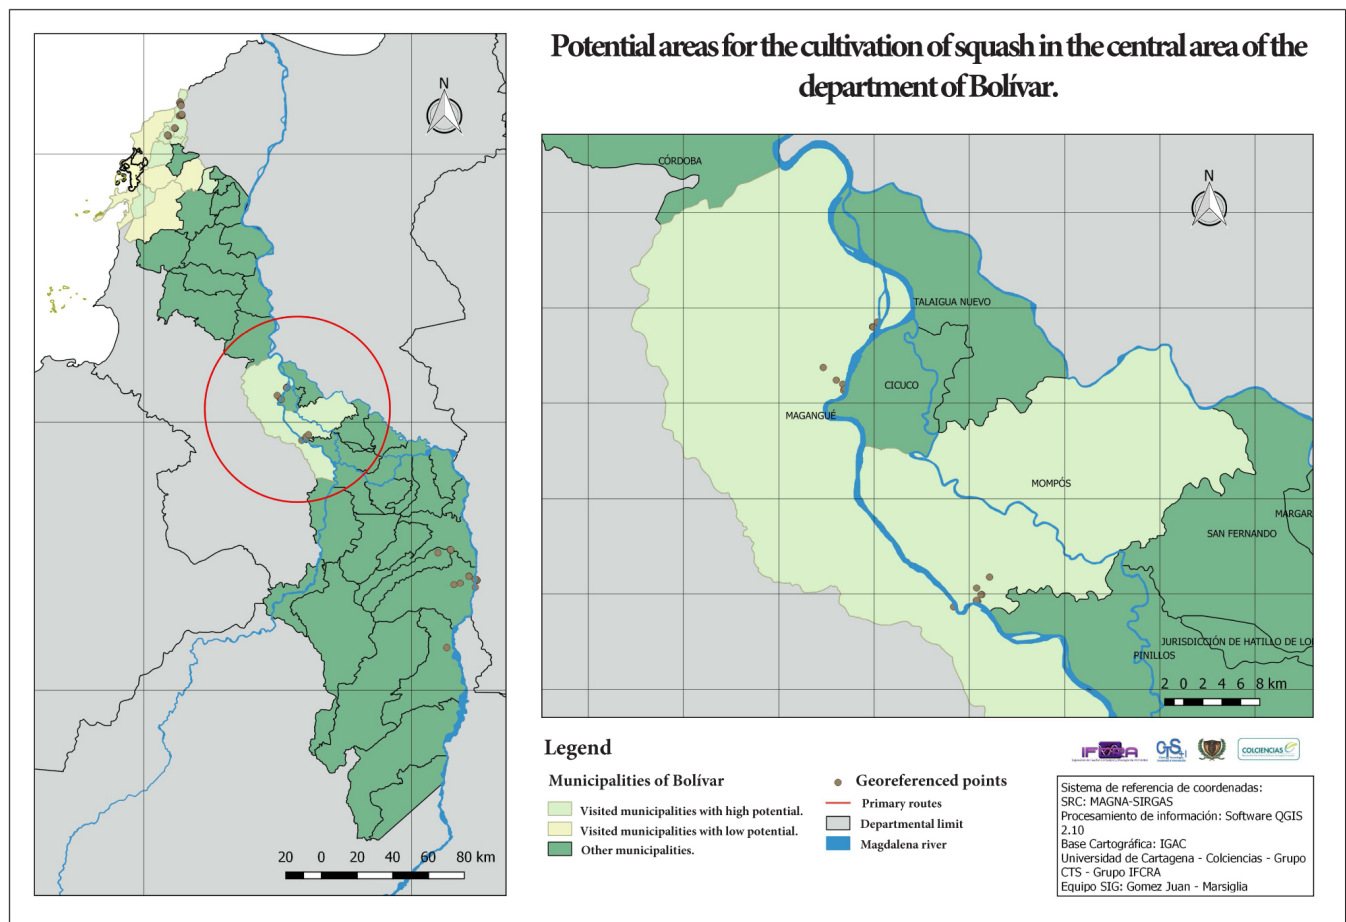 Potential areas for the cultivation of squash in the central area of the
department of Bolívar.
N
20 0 20 40 60 80 km
N
CÓRDOBA
TALAIGUA NUEVO
CICUCO
MAGANGUÉ
MOMPÓS
MARGAR
SAN FERNANDO
JURISDICCIÓN DE HATILLO DE LO
PINILLOS
2 0 2 4 6 8 km
Legend
Municipalities of Bolívar
Visited municipalities with high potential.
Visited municipalities with low potential.
Other municipalities.
Georeferenced points
Primary routes
Departmental limit
Magdalena river
IFCRA
CTS+I
COLCIENCIAS
Sistema de referencia de coordenadas:
SRC: MAGNA-SIRGAS
Procesamiento de información: Software QGIS
2.10
Base Cartográfica: IGAC
Universidad de Cartagena - Colciencias - Grupo
CTS - Grupo IFCRA
Equipo SIG: Gomez Juan - Marsiglia